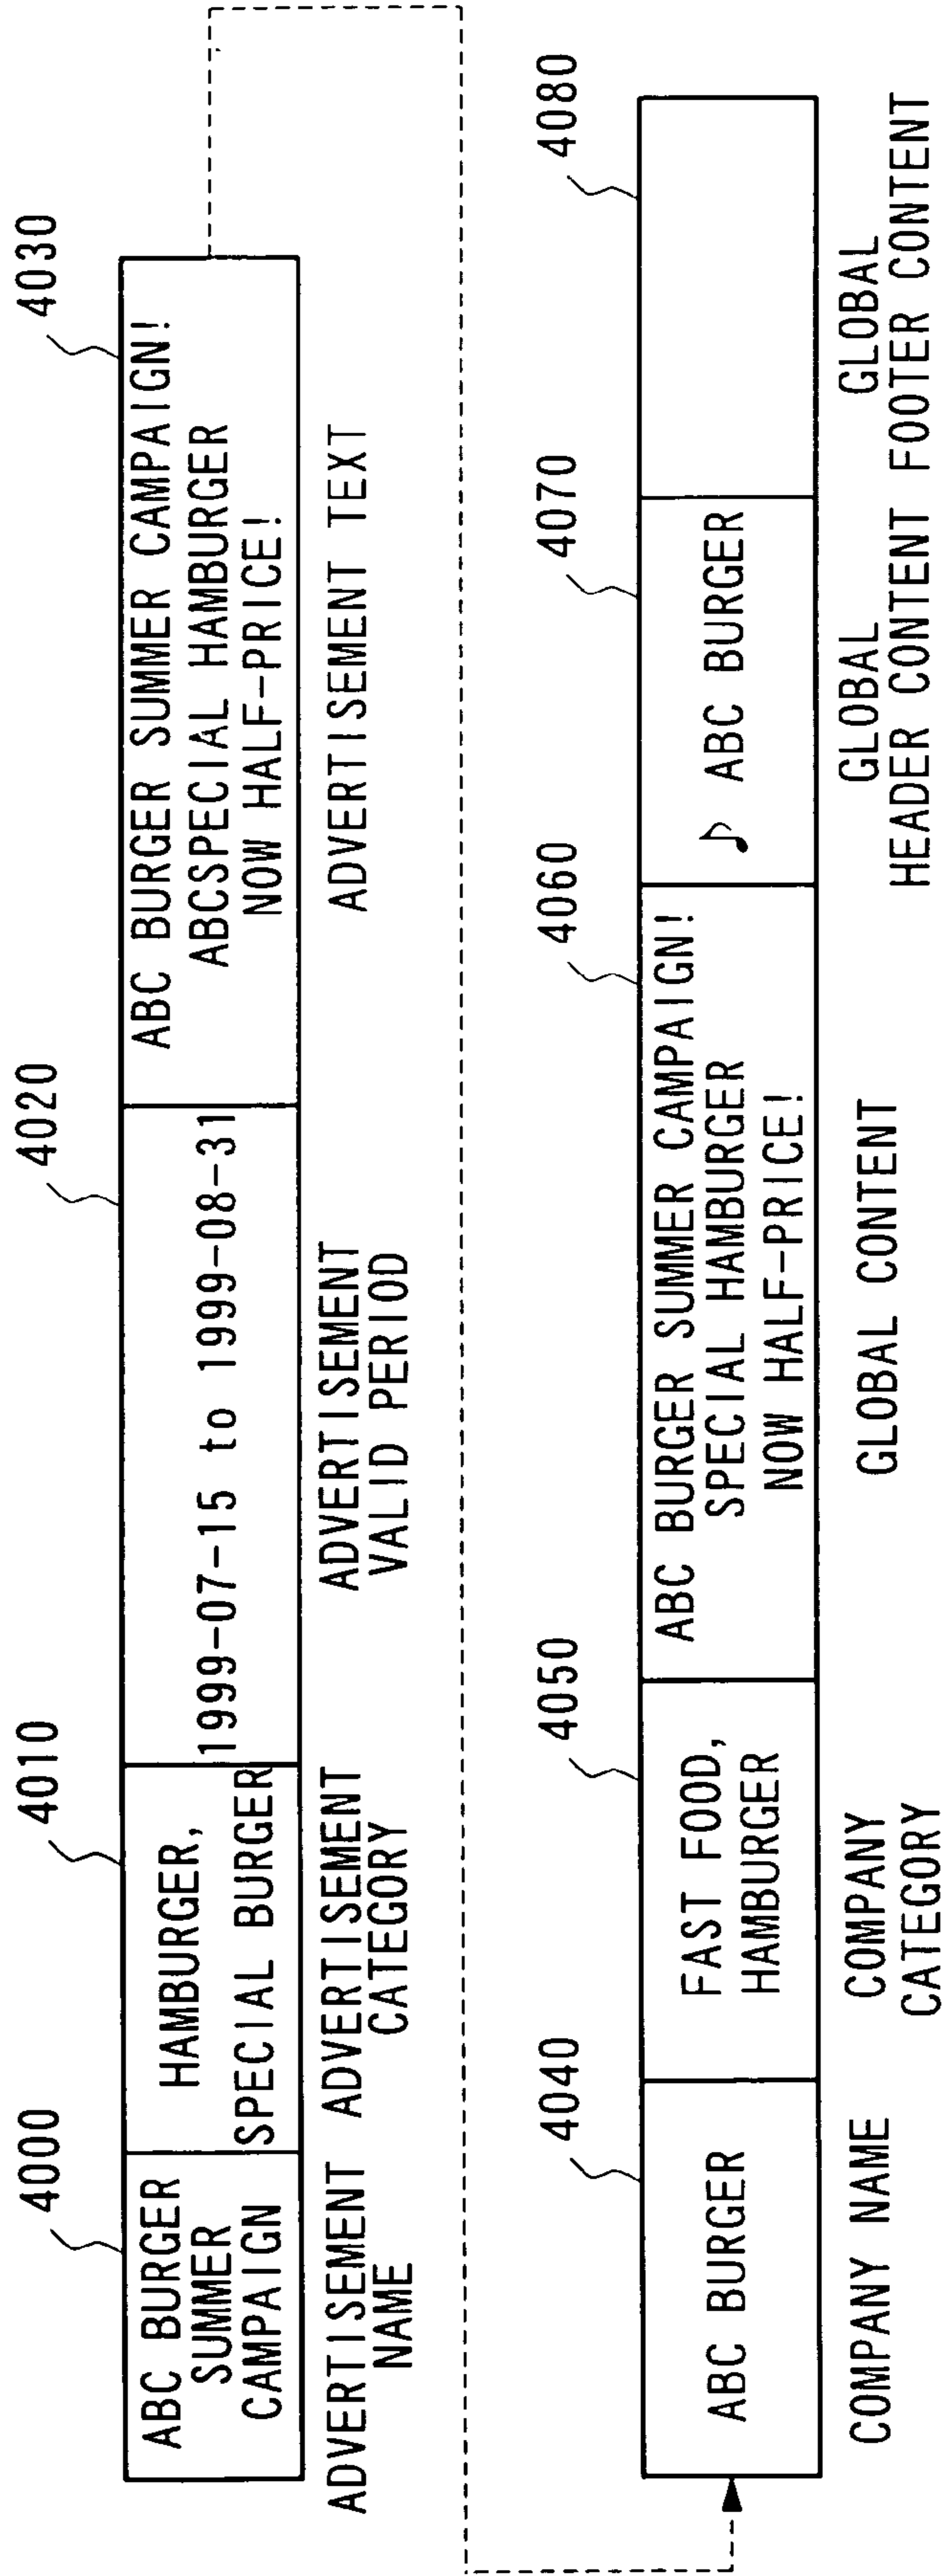 4000
4010
4020
4030
ABC BURGER
SUMMER
CAMPAIGN
HAMBURGER,
SPECIAL BURGER
1999-07-15 to 1999-08-31
ABC BURGER SUMMER CAMPAIGN!
ABCSPECIAL HAMBURGER
NOW HALF-PRICE!
ADVERTISEMENT
NAME
ADVERTISEMENT
CATEGORY
ADVERTISEMENT
VALID PERIOD
ADVERTISEMENT TEXT
4040
4050
4060
4070
4080
ABC BURGER
FAST FOOD,
HAMBURGER
ABC BURGER SUMMER CAMPAIGN!
SPECIAL HAMBURGER
NOW HALF-PRICE!
♪ ABC BURGER
COMPANY NAME
COMPANY
CATEGORY
GLOBAL CONTENT
GLOBAL
HEADER CONTENT
GLOBAL
FOOTER CONTENT